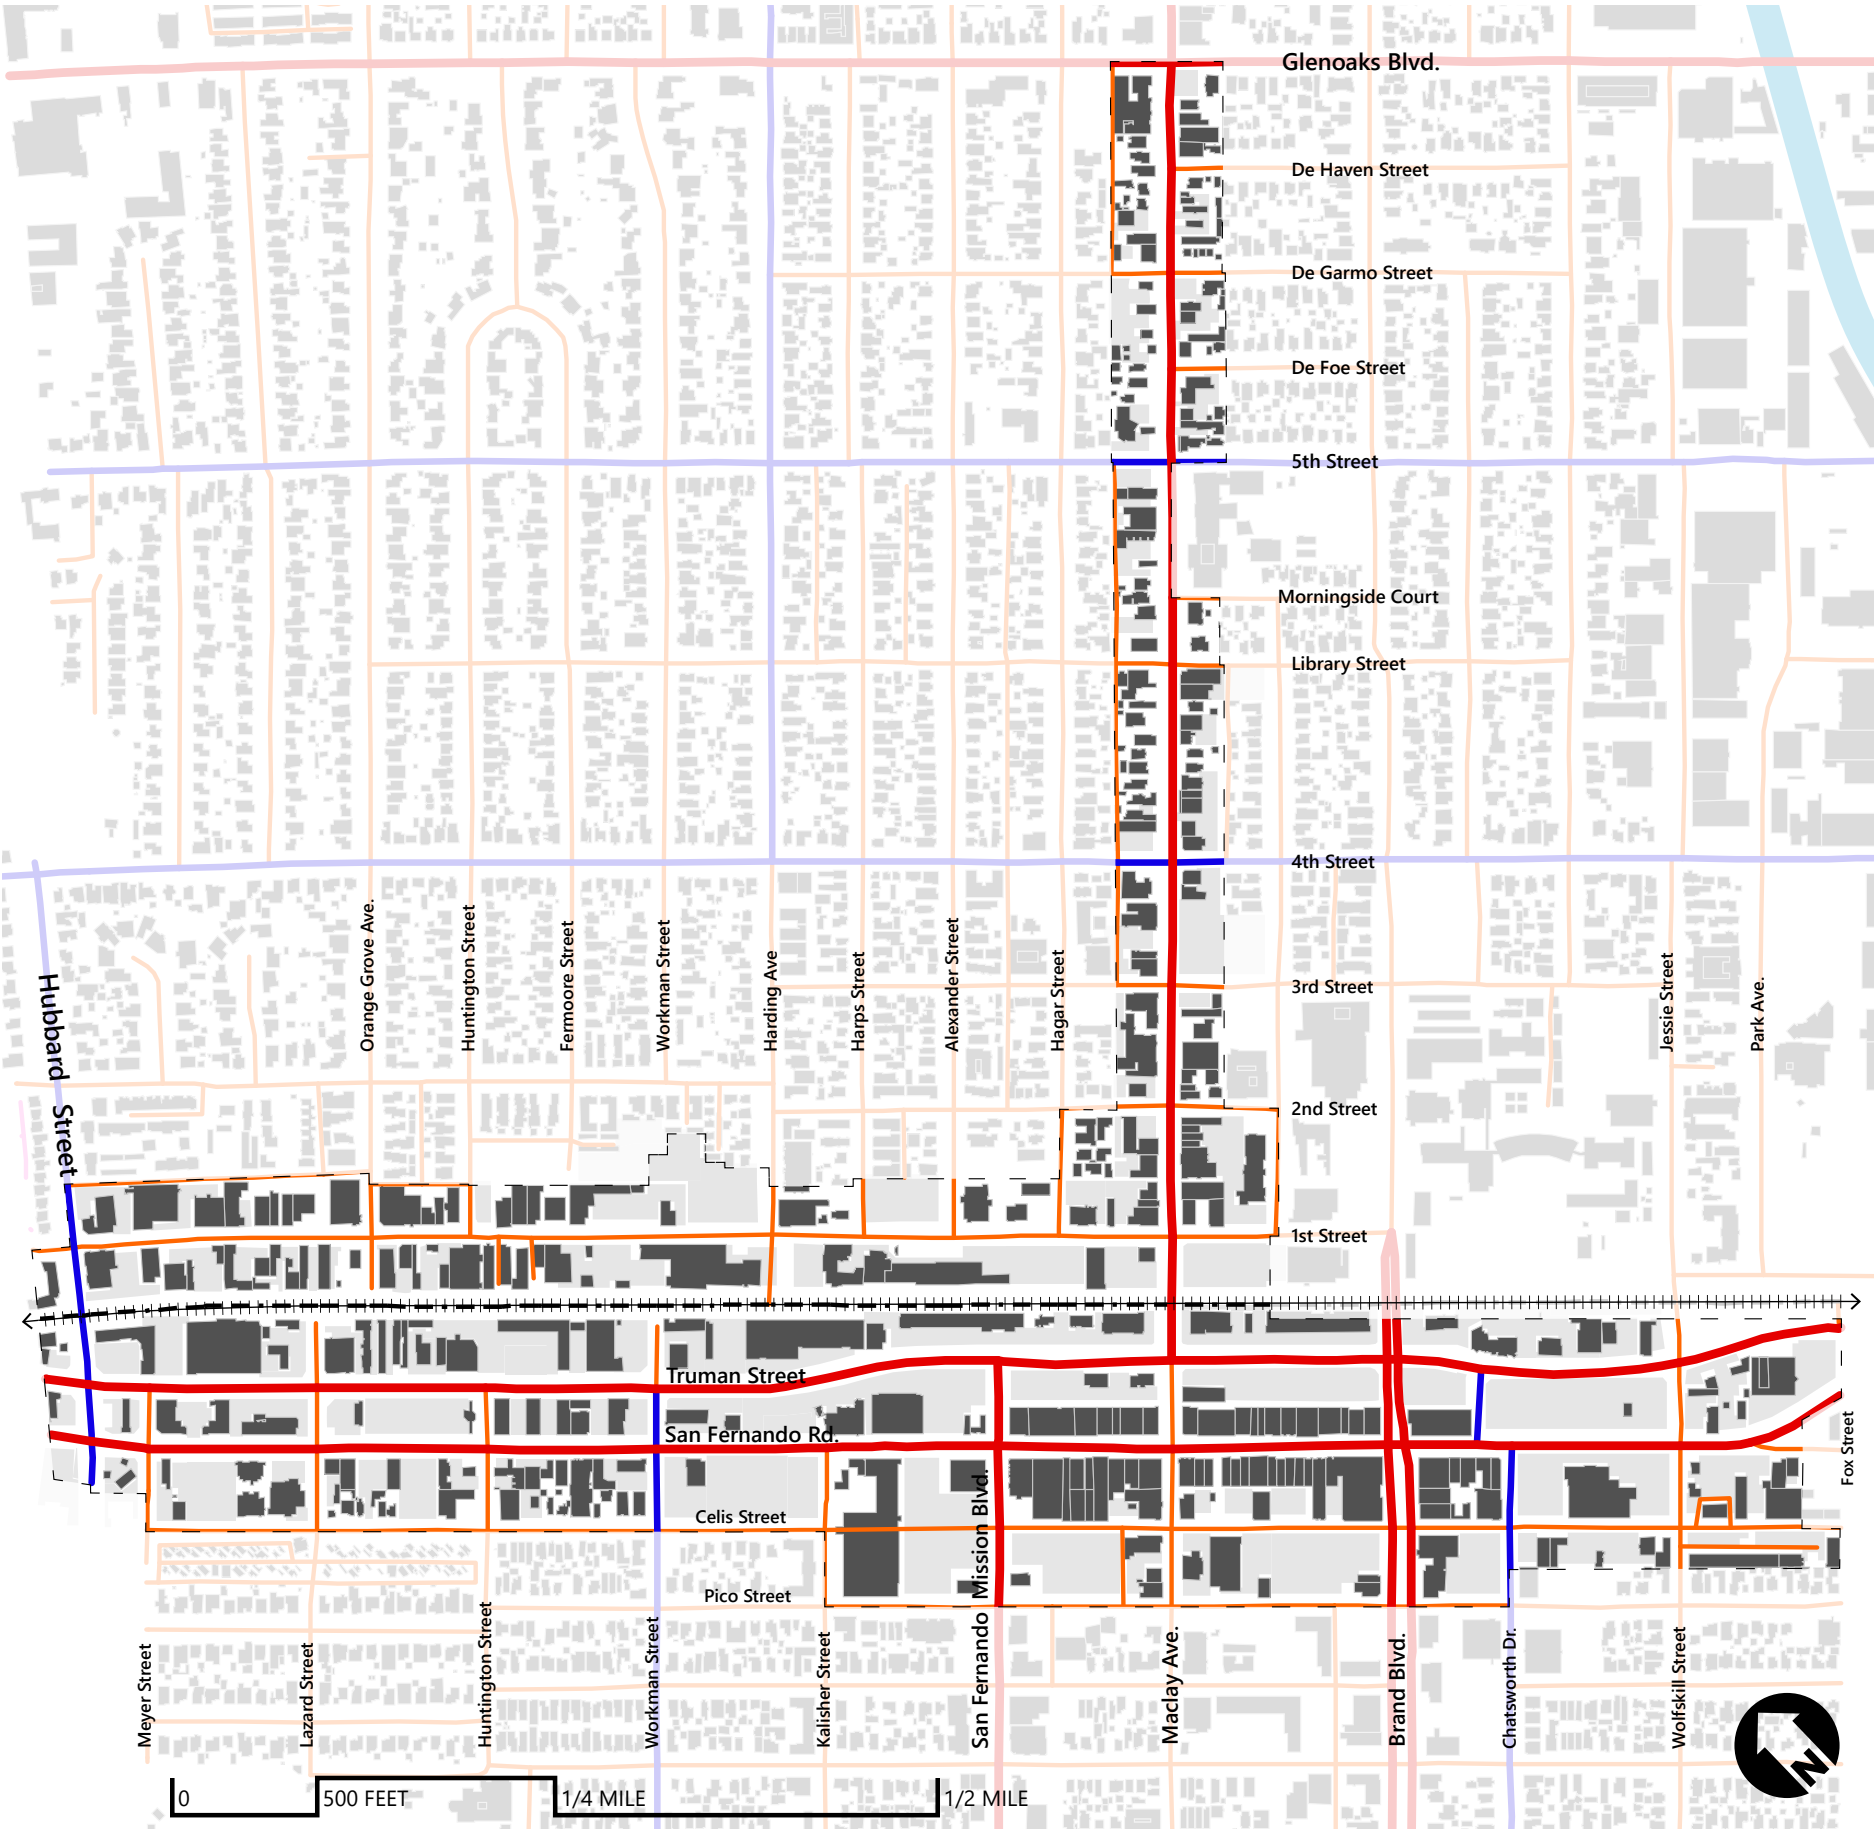 Glenoaks Blvd.
De Haven Street
De Garmo Street
De Foe Street
5th Street
Morningside Court
Library Street
4th Street
Hubbard Street
Orange Grove Ave.
Huntington Street
Fermoore Street
Workman Street
Harding Ave
Harps Street
Alexander Street
Hagar Street
3rd Street
Jessie Street
Park Ave.
2nd Street
1st Street
Truman Street
San Fernando Rd.
Fox Street
Celis Street
Pico Street
Meyer Street
Lazard Street
Huntington Street
Workman Street
Kalisher Street
San Fernando Mission Blvd.
Maclay Ave.
Brand Blvd.
Chatsworth Dr.
Wolfskill Street
N
0
500 FEET
1/4 MILE
1/2 MILE